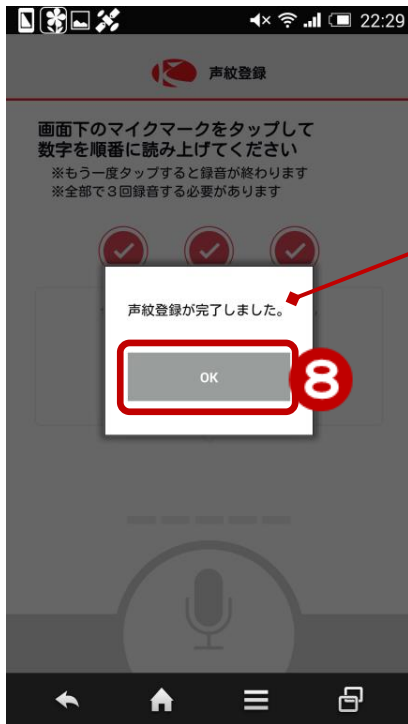 22:29
声紋登録
画面下のマイクマークをタップして
数字を順番に読み上げてください
※もう一度タップすると録音が終わります
※全部で３回録音する必要があります
声紋登録が完了しました。
OK
8